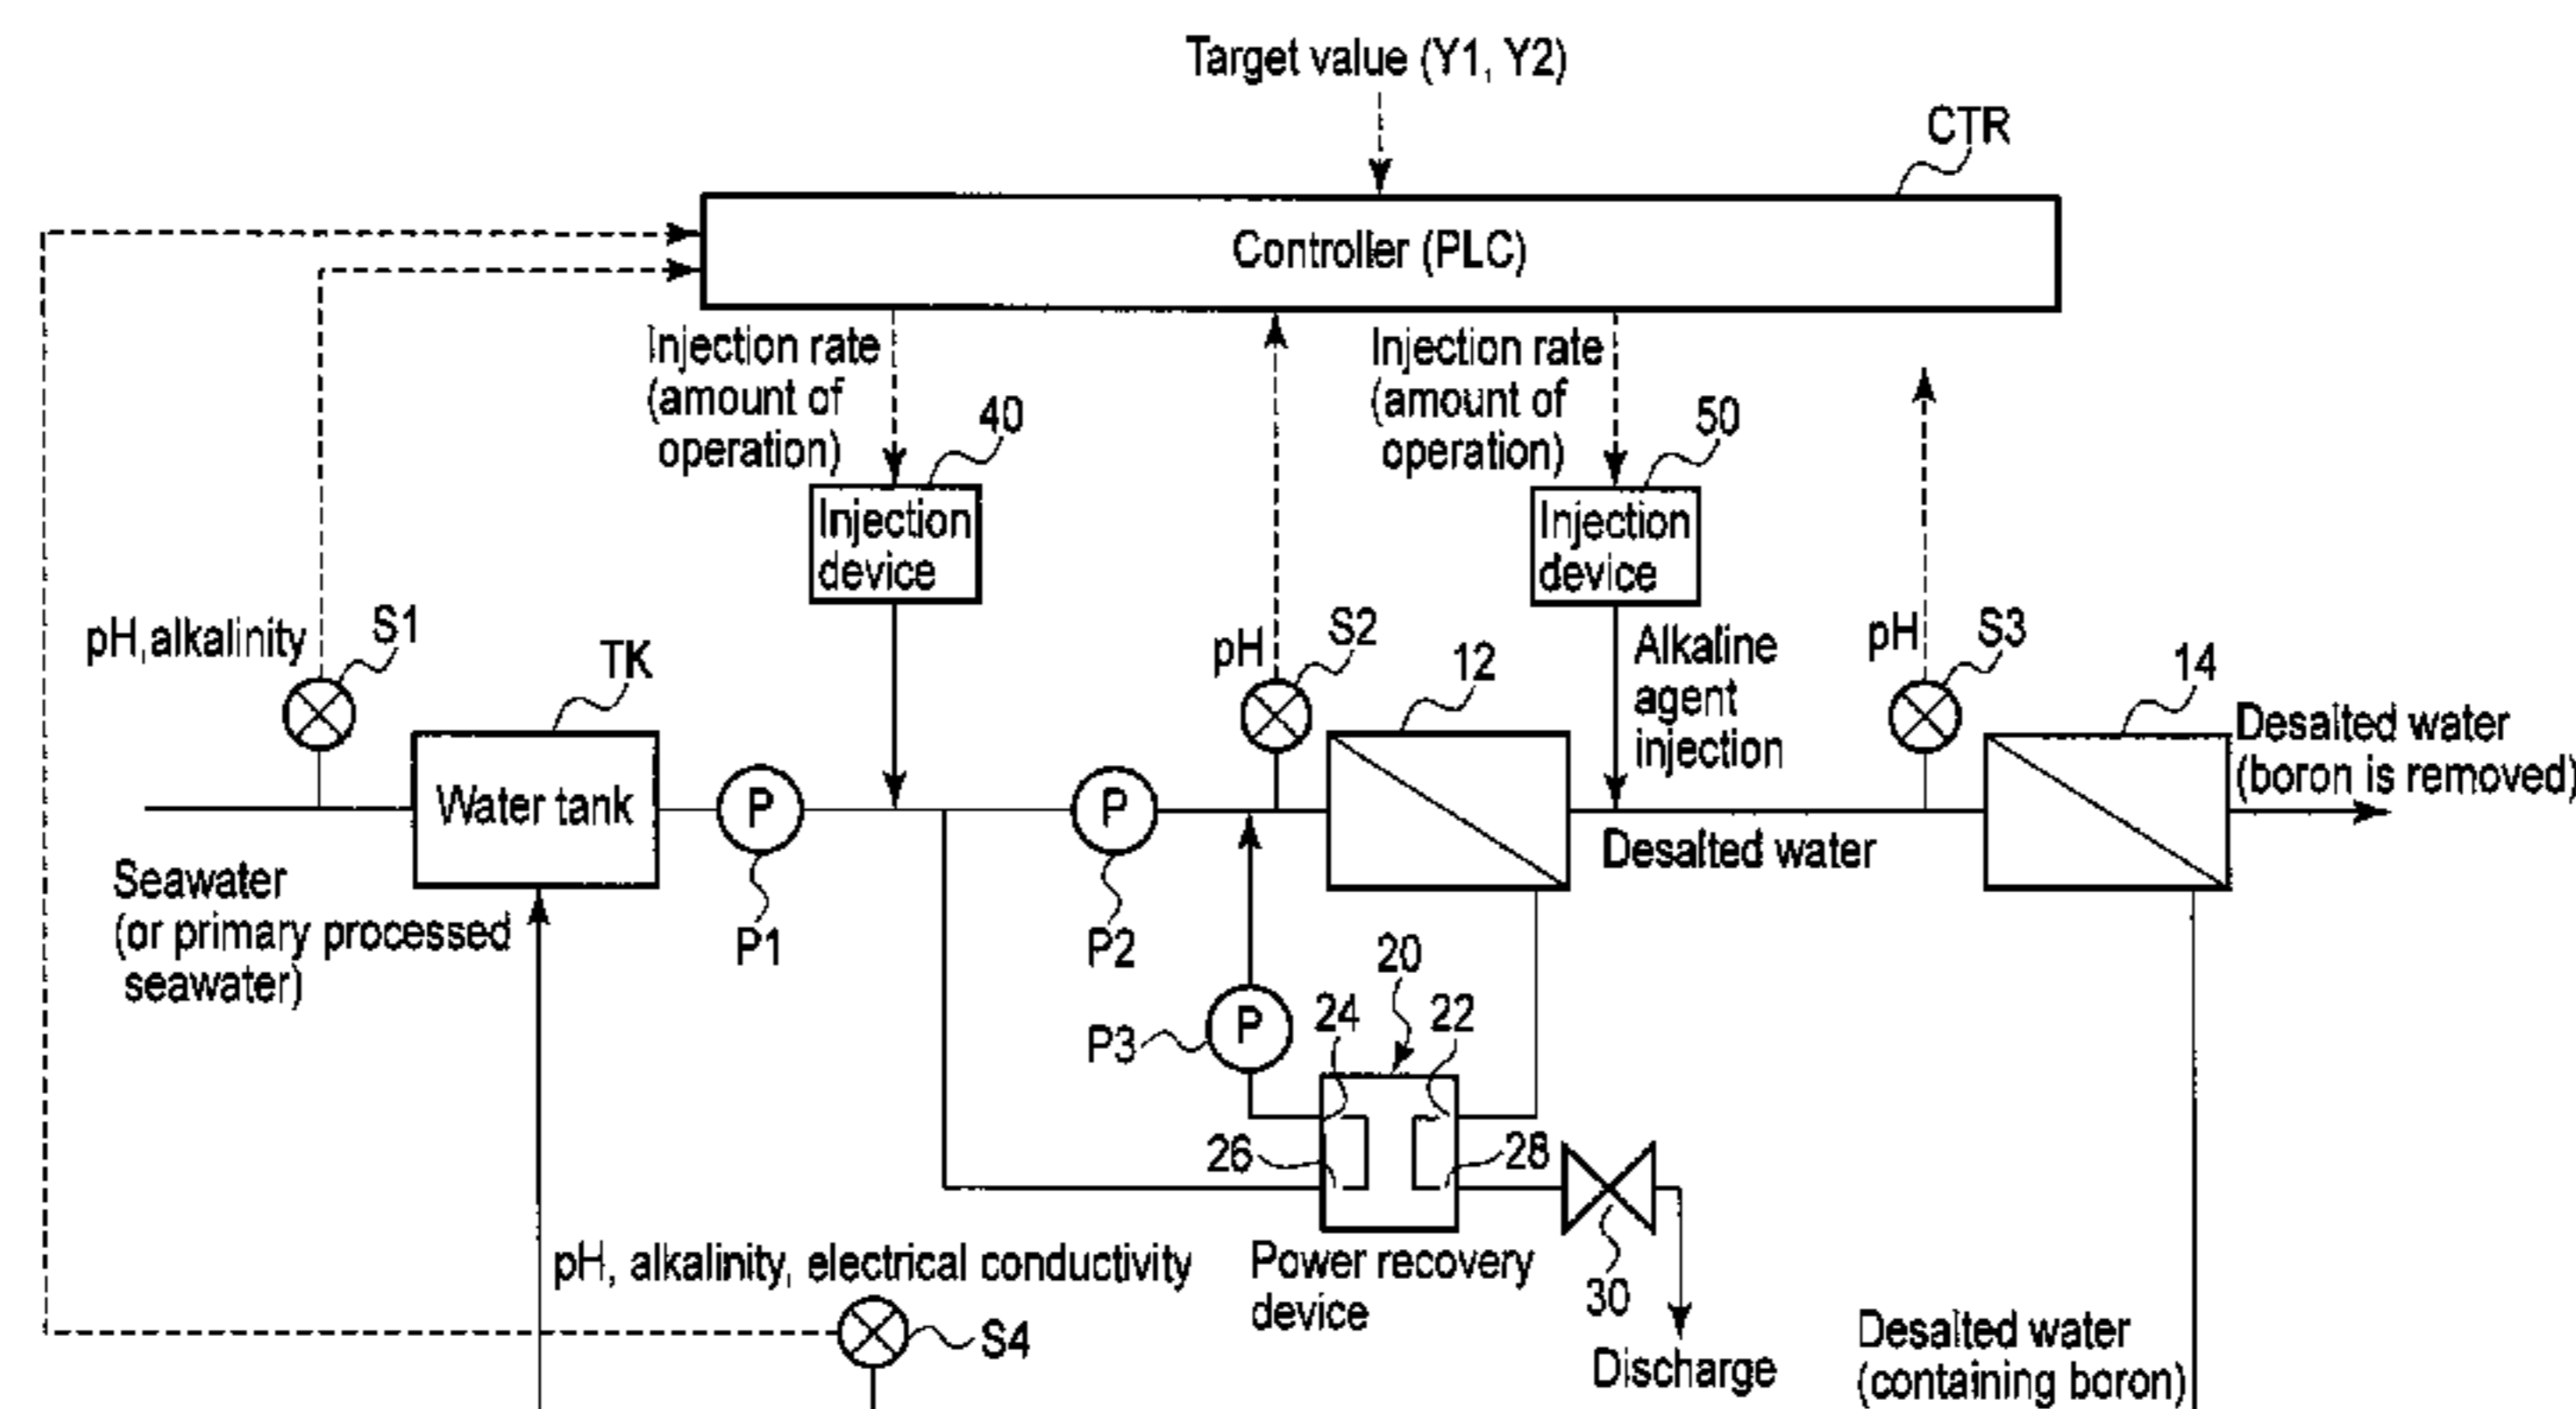 Target value (Y1, Y2)
CTR
Controller (PLC)
Injection rate
(amount of
operation)
40
Injection
device
Injection rate
(amount of
operation)
50
Injection
device
pH,alkalinity
S1
TK
Water tank
pH
S2
12
Alkaline
agent
injection
pH
S3
14
Desalted water
(boron is removed)
P
P
Desalted water
Seawater
(or primary processed
seawater)
P1
P2
20
P
P3
24
22
26
28
pH, alkalinity, electrical conductivity
Power recovery
device
30
S4
Discharge
Desalted water
(containing boron)